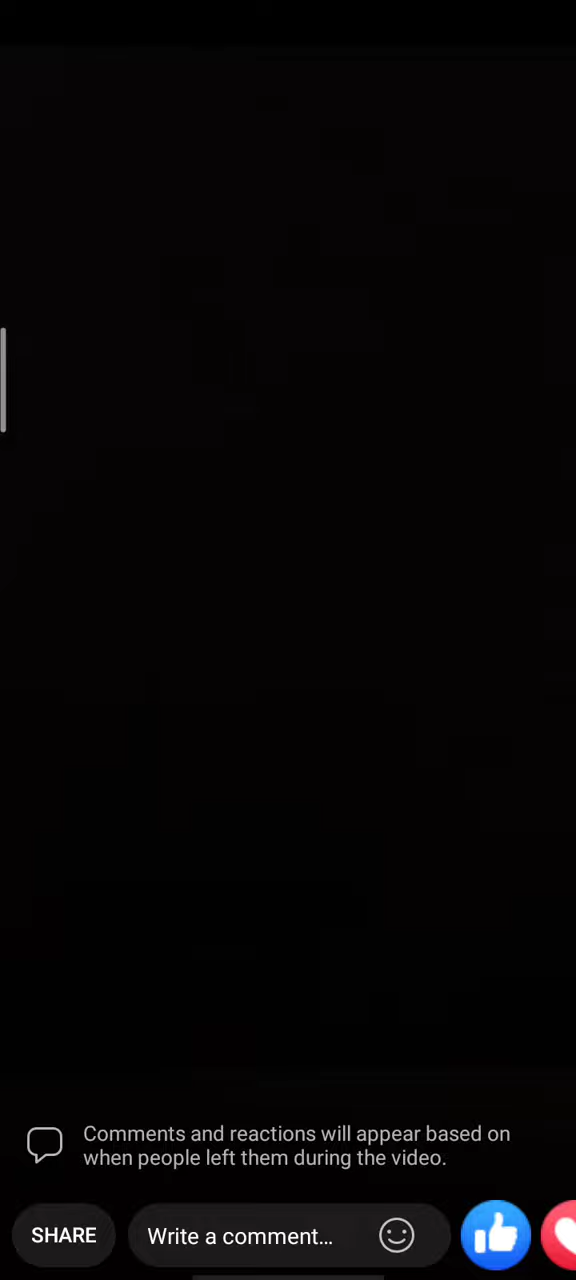 Comments and reactions will appear based on
when people left them during the video.
SHARE
Write a comment...